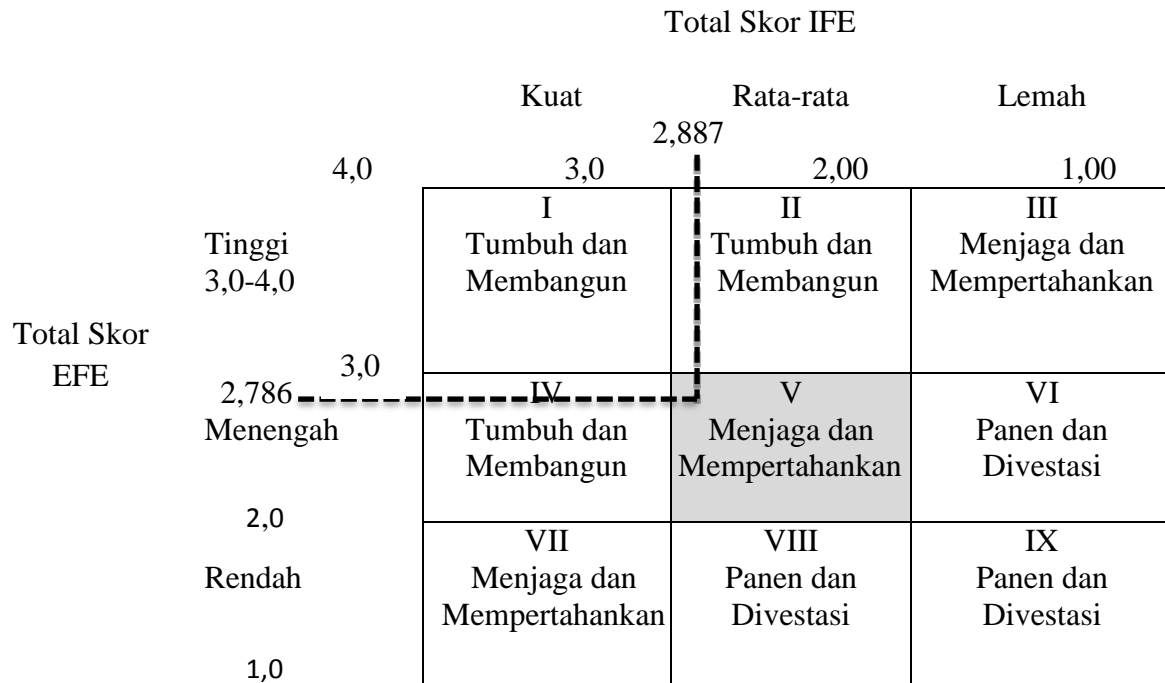 Total Skor IFE
Kuat Rata-rata Lemah
2,887
4,0 3,0 2,00 1,00
I II III
Tinggi Tumbuh dan Tumbuh dan Menjaga dan
3,0-4,0 Membangun Membangun Mempertahankan
Total Skor
EFE
3,0
2,786 IV V VI
Menengah Tumbuh dan Menjaga dan Panen dan
Membangun Mempertahankan Divestasi
2,0
VII VIII IX
Rendah Menjaga dan Panen dan Panen dan
Mempertahankan Divestasi Divestasi
1,0